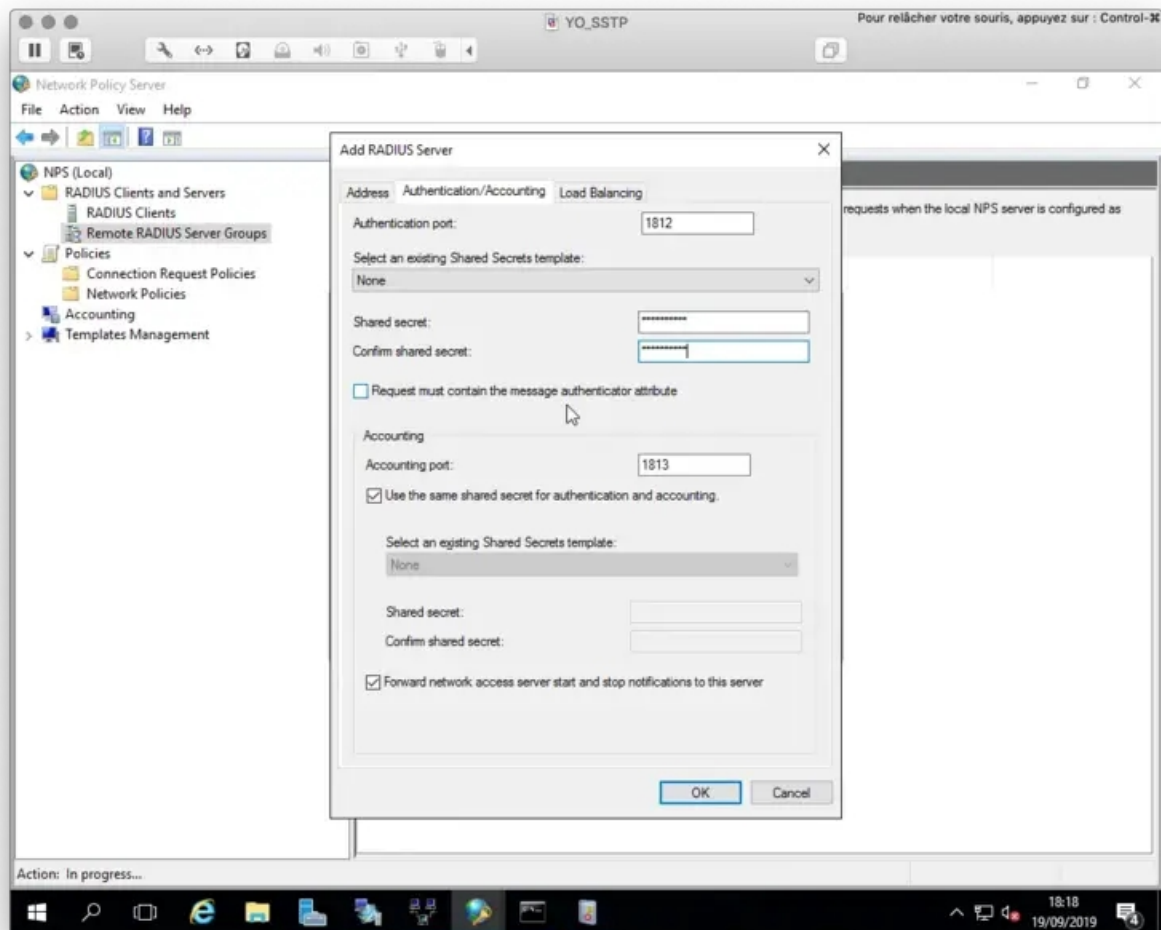 YO_SSTP
Pour relâcher votre souris, appuyez sur : Control-⌘
Network Policy Server
File Action View Help
NPS (Local)
RADIUS Clients and Servers
RADIUS Clients
Remote RADIUS Server Groups
Policies
Connection Request Policies
Network Policies
Accounting
Templates Management
requests when the local NPS server is configured as
Add RADIUS Server
Address Authentication/Accounting Load Balancing
Authentication port: 1812
Select an existing Shared Secrets template:
None
Shared secret: **********
Confirm shared secret: **********
Request must contain the message authenticator attribute
Accounting
Accounting port: 1813
Use the same shared secret for authentication and accounting.
Select an existing Shared Secrets template:
None
Shared secret:
Confirm shared secret:
Forward network access server start and stop notifications to this server
OK Cancel
Action: In progress...
18:18
19/09/2019
4